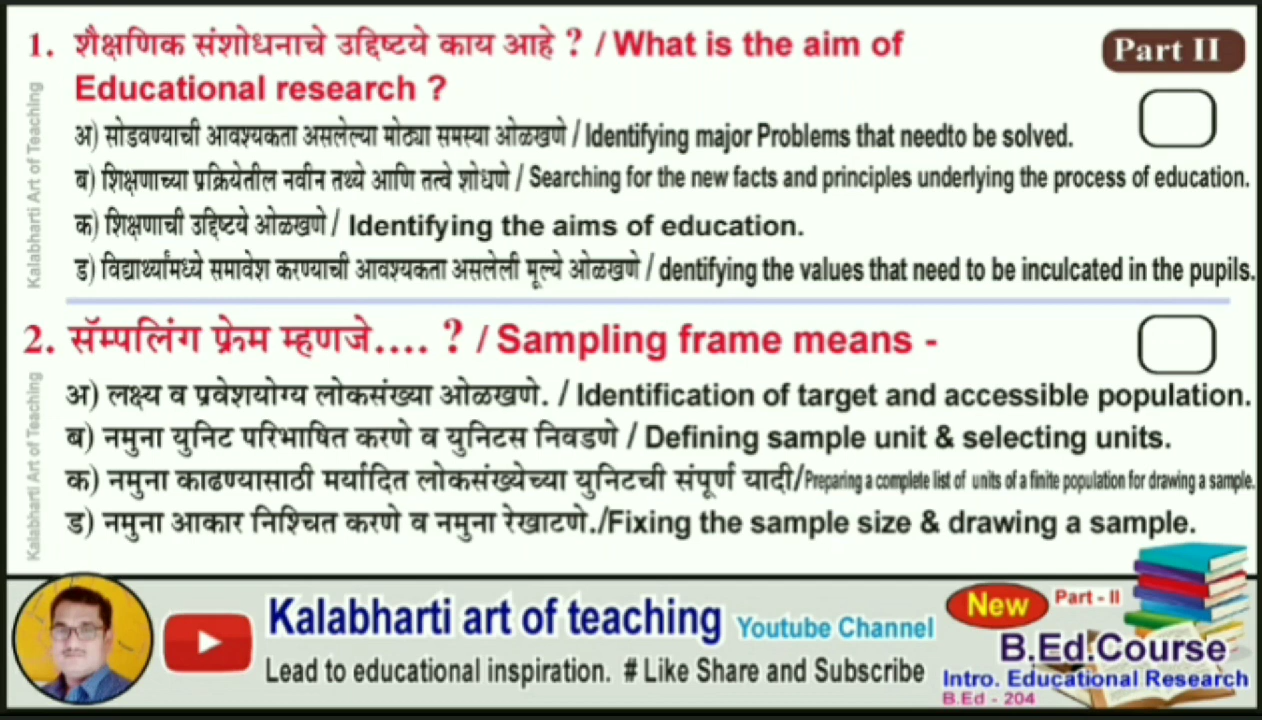 1. शैक्षणिक संशोधनाचे उद्दिष्टये काय आहे ? / What is the aim of
Educational research ?
Part II
अ) सोडवण्याची आवश्यकता असलेल्या मोठ्या समस्या ओळखणे / Identifying major Problems that needto be solved.
ब) शिक्षणाच्या प्रक्रियेतील नवीन तथ्ये आणि तत्वे शोधणे / Searching for the new facts and principles underlying the process of education.
क) शिक्षणाची उद्दिष्टये ओळखणे / Identifying the aims of education.
ड) विद्यार्थ्यांमध्ये समावेश करण्याची आवश्यकता असलेली मूल्ये ओळखणे / dentifying the values that need to be inculcated in the pupils.
Kalabharti Art of Teaching
2. सॅम्पलिंग फ्रेम म्हणजे.... ? / Sampling frame means -
अ) लक्ष्य व प्रवेशयोग्य लोकसंख्या ओळखणे. / Identification of target and accessible population.
ब) नमुना युनिट परिभाषित करणे व युनिटस निवडणे / Defining sample unit & selecting units.
क) नमुना काढण्यासाठी मर्यादित लोकसंख्येच्या युनिटची संपूर्ण यादी/Preparing a complete list of units of a finite population for drawing a sample.
ड) नमुना आकार निश्चित करणे व नमुना रेखाटणे./Fixing the sample size & drawing a sample.
Kalabharti Art of Teaching
Kalabharti art of teaching Youtube Channel
Lead to educational inspiration. # Like Share and Subscribe
New Part - II
B.Ed.Course
Intro. Educational Research
B.Ed - 204